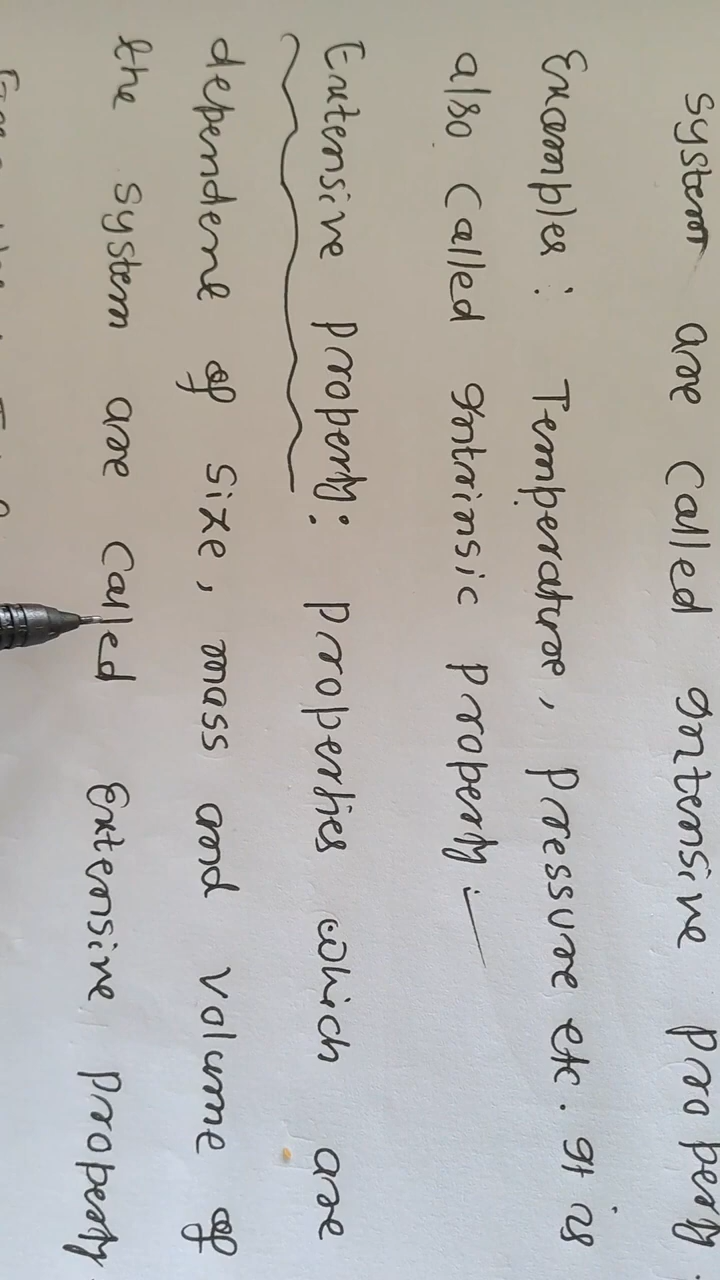 system are called Intensive property.
Examples: Temperature, pressure etc. It is
also called Intrinsic property.
Extensive property: properties which are
dependent of size, mass and volume of
the system are called Extensive property.